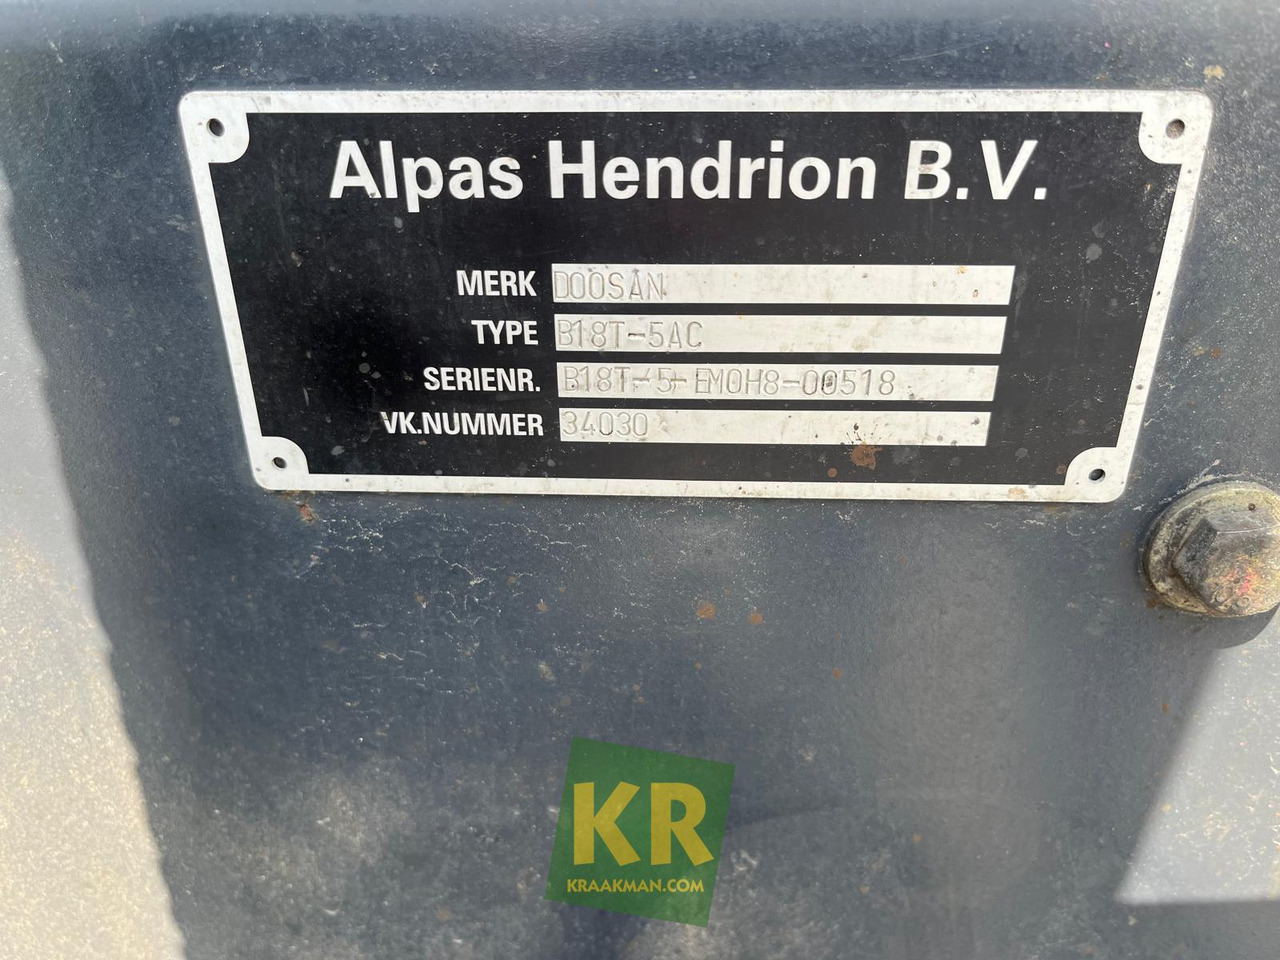 Alpas Hendrion B.V.
MERK DOOSAN
TYPE B18T-5AC
SERIENR. B18T-5-EM0H8-00518
VK.NUMMER 34030
KR
KRAAKMAN.COM